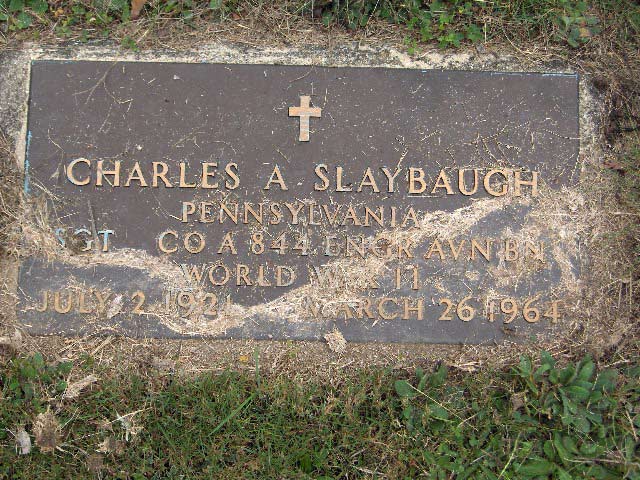 CHARLES A SLAYBAUGH
PENNSYLVANIA
SGT CO A 844 ENGR AVN BN
WORLD WAR II
JULY 2 1921 MARCH 26 1964